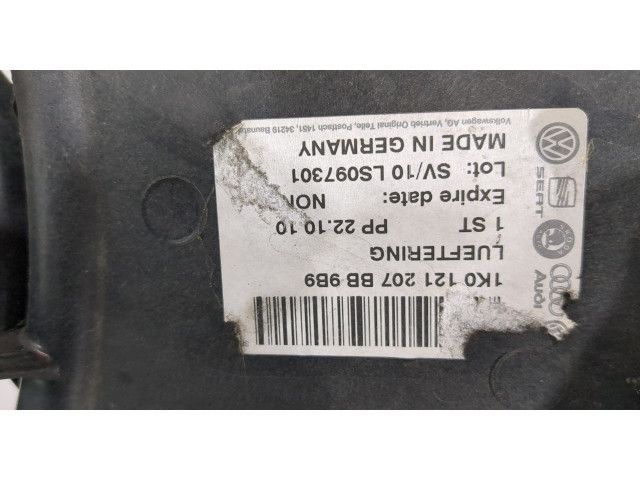 1K0 121 207 BB 9B9
LUEFTERING
1 ST PP 22.10.10
Expire date: NON
Lot: SV/10 LS097301
MADE IN GERMANY
Volkswagen AG, Vertrieb Original Teile, Postfach 1451, 34219 Baunatal
Audi
SEAT